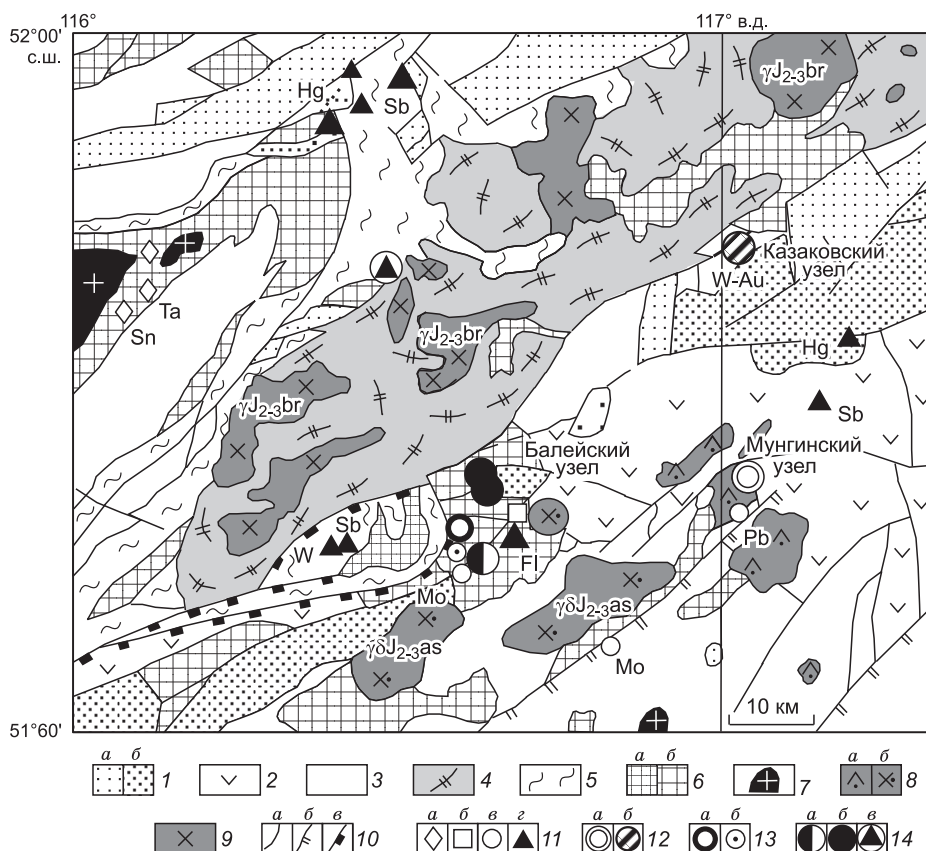 116°
117° в.д.
52°00'
с.ш.
γJ2-3br
Hg
Sb
Казаковский
узел
W-Au
Ta
Sn
γJ2-3br
Hg
γJ2-3br
Sb
Балейский
узел
Мунгинский
узел
Sb
W
Fl
Pb
Mo
γδJ2-3as
γδJ2-3as
Mo
51°60'
10 км
а б 1 2 3 4 5 а б 6 7 а б 8
9 а б в 10 а б в г 11 а б 12 а б 13 а б в 14